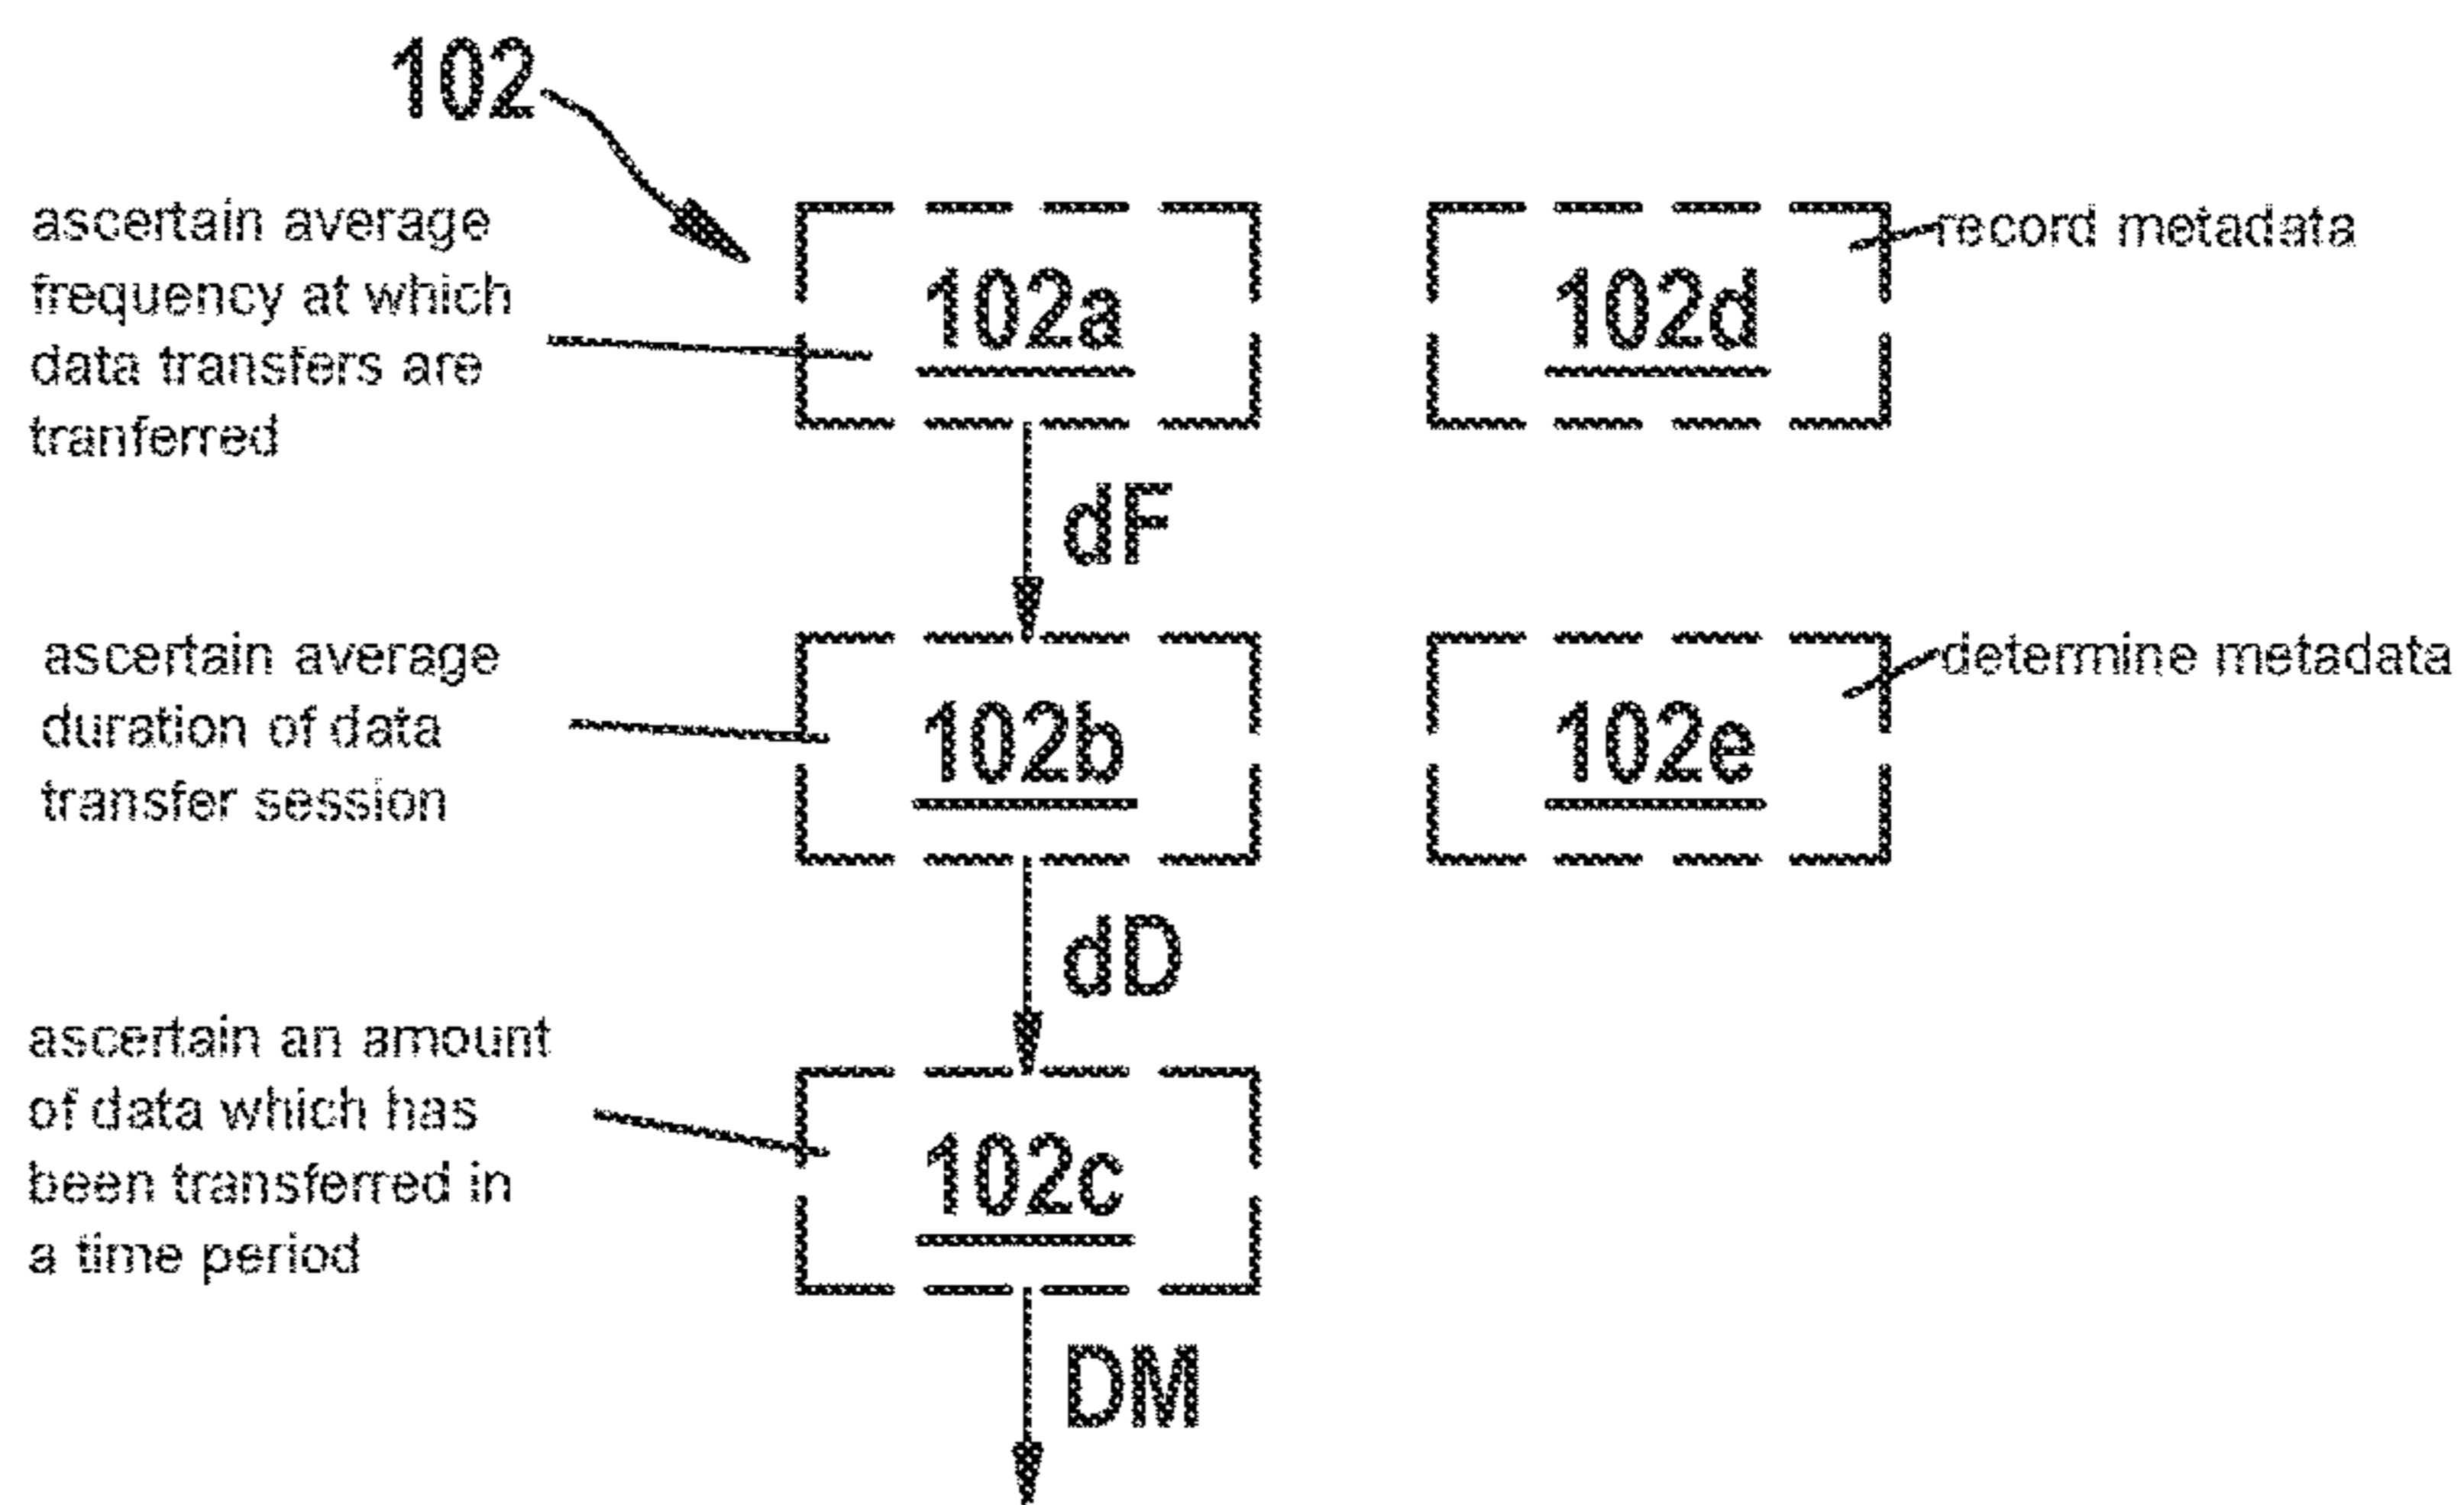 102
ascertain average
frequency at which
data transfers are
tranferred
102a
102d
record metadata
dF
ascertain average
duration of data
transfer session
102b
102e
determine metadata
dD
ascertain an amount
of data which has
been transferred in
a time period
102c
DM